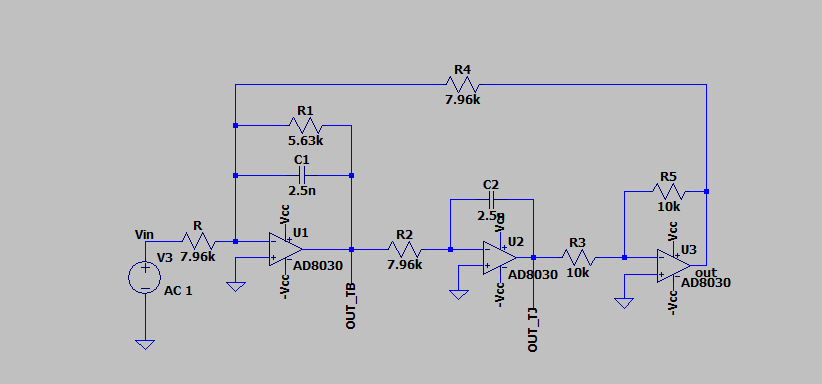 R4
7.96k
R1
5.63k
C1
2.5n
Vin
R
7.96k
V3
AC 1
Vcc
U1
AD8030
-Vcc
OUT_TB
R2
7.96k
C2
2.5n
Vcc
U2
AD8030
-Vcc
OUT_TJ
R3
10k
R5
10k
Vcc
U3
out
AD8030
-Vcc